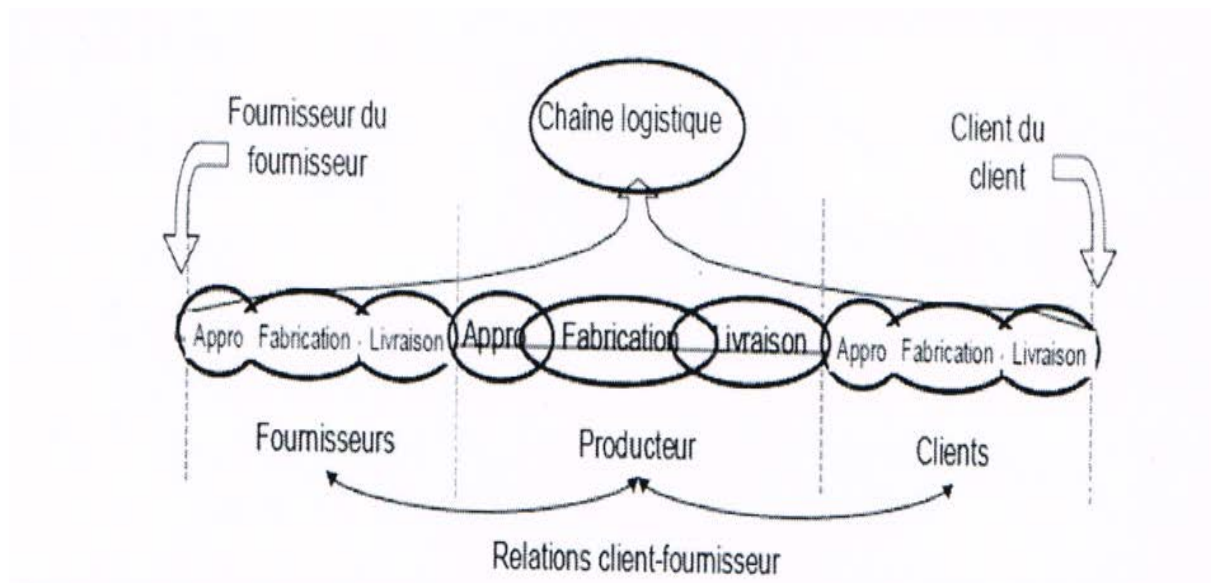 Chaîne logistique
Fournisseur du
fournisseur
Client du
client
Appro Fabrication Livraison Appro Fabrication Livraison Appro Fabrication Livraison
Fournisseurs
Producteur
Clients
Relations client-fournisseur